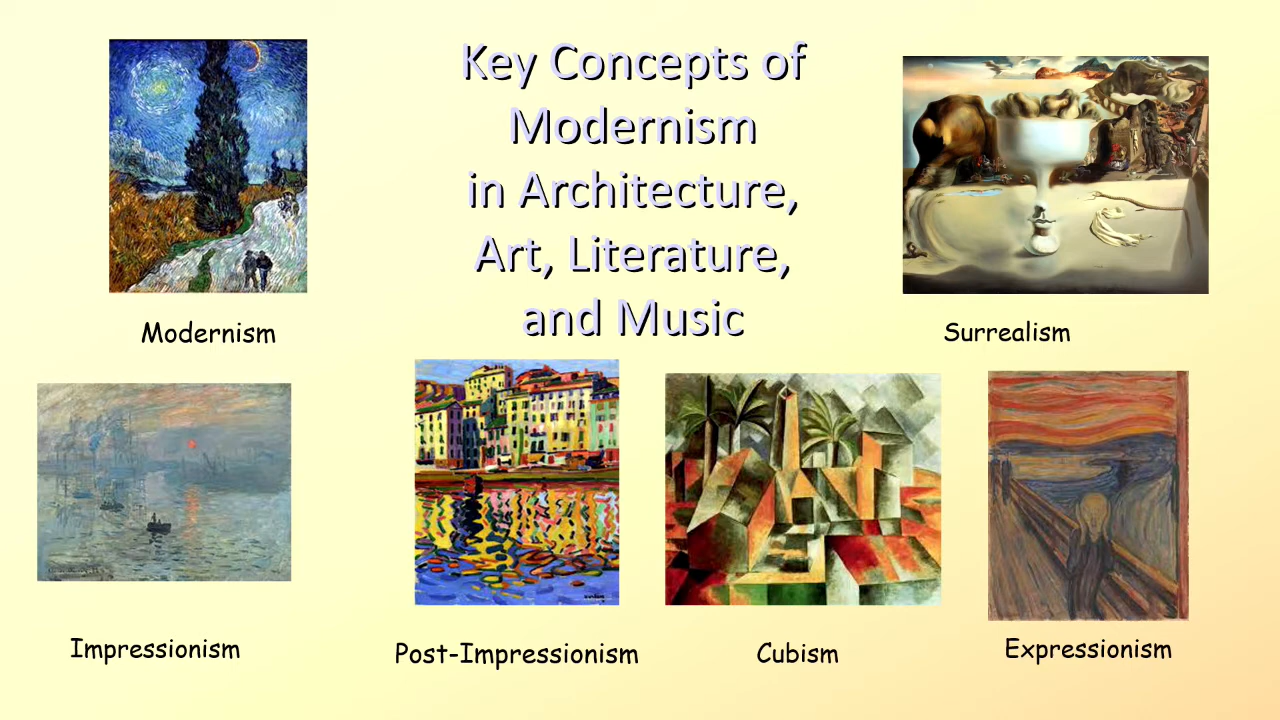 Key Concepts of
Modernism
in Architecture,
Art, Literature,
and Music
Modernism
Surrealism
Impressionism
Post-Impressionism
Cubism
Expressionism